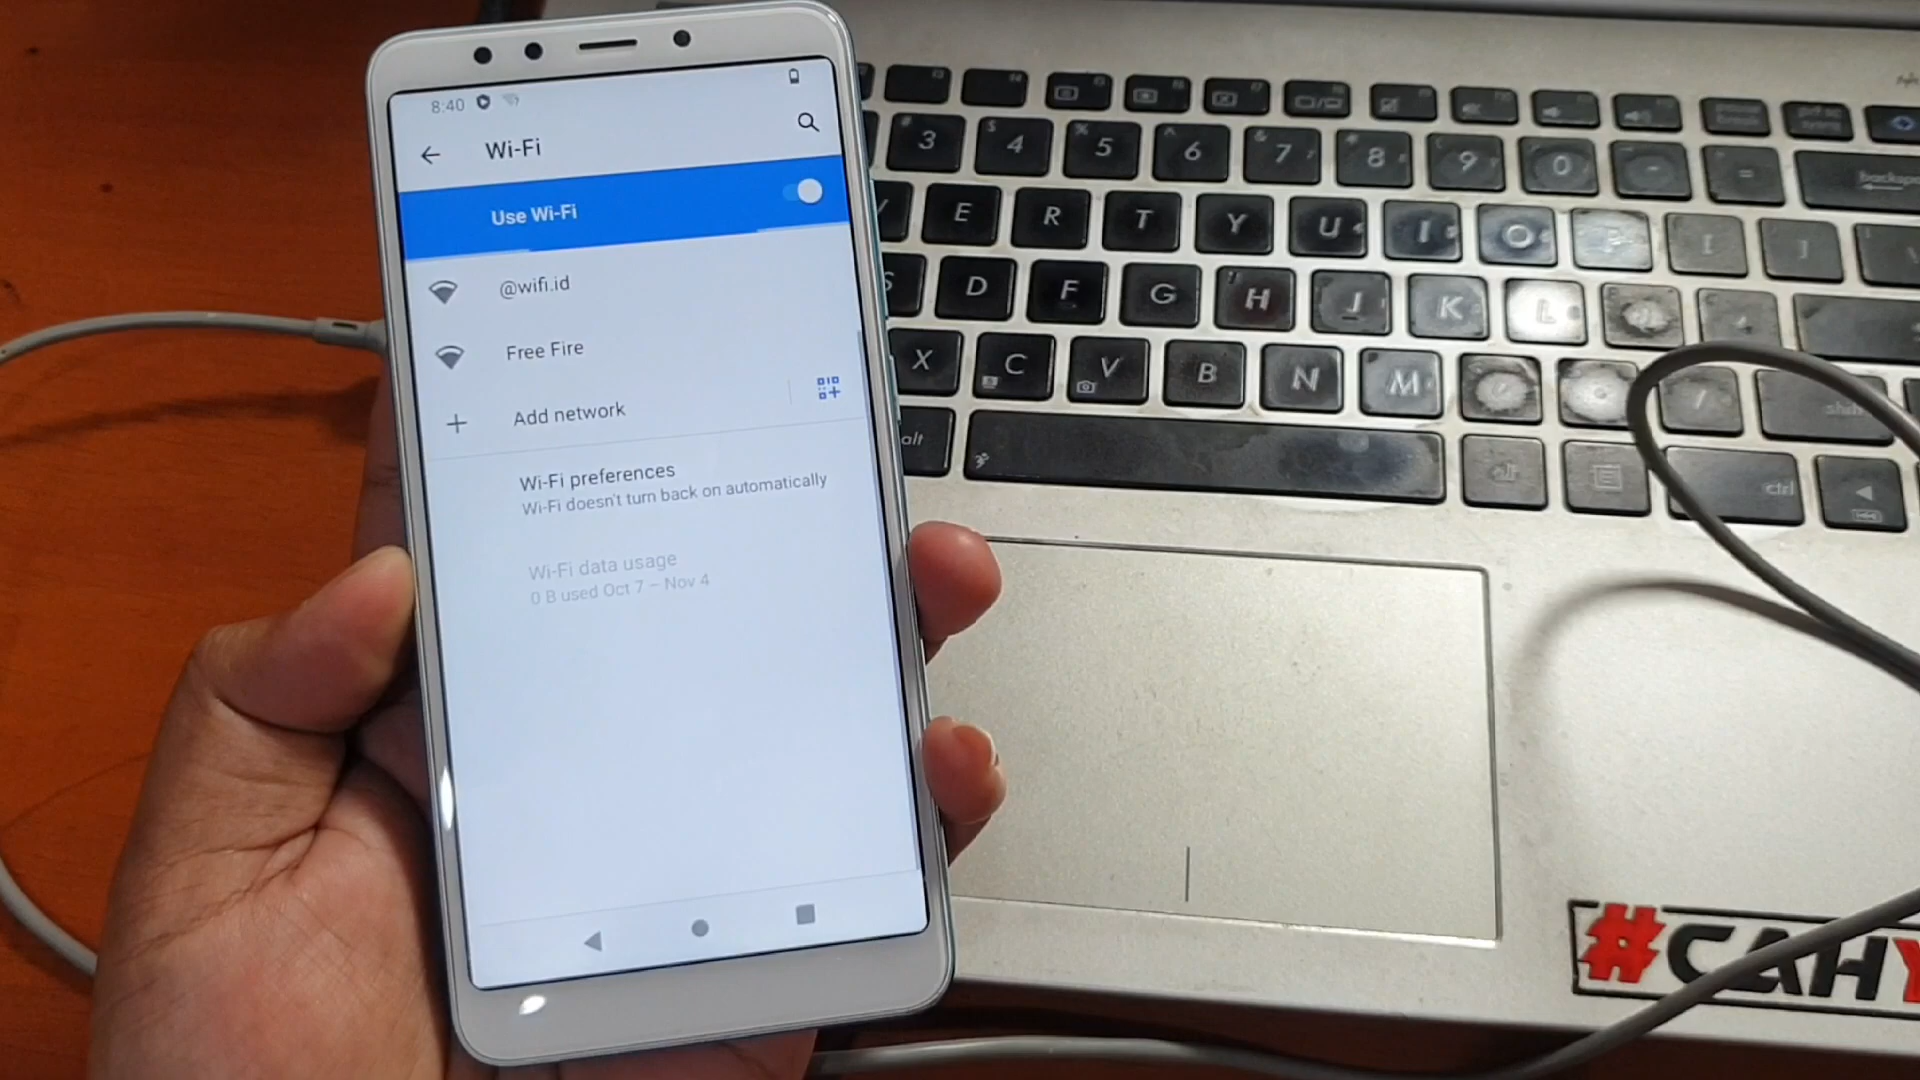 8:40
Wi-Fi
Use Wi-Fi
@wifi.id
Free Fire
Add network
Wi-Fi preferences
Wi-Fi doesn't turn back on automatically
Wi-Fi data usage
0 B used Oct 7 – Nov 4
# 3 $ 4 % 5 ^ 6 & 7 * 8 ( 9 ) 0 - =
backspace
E R T Y U I O P [ ]
S D F G H J K L
X C V B N M
shift
alt
ctrl
#CAHY